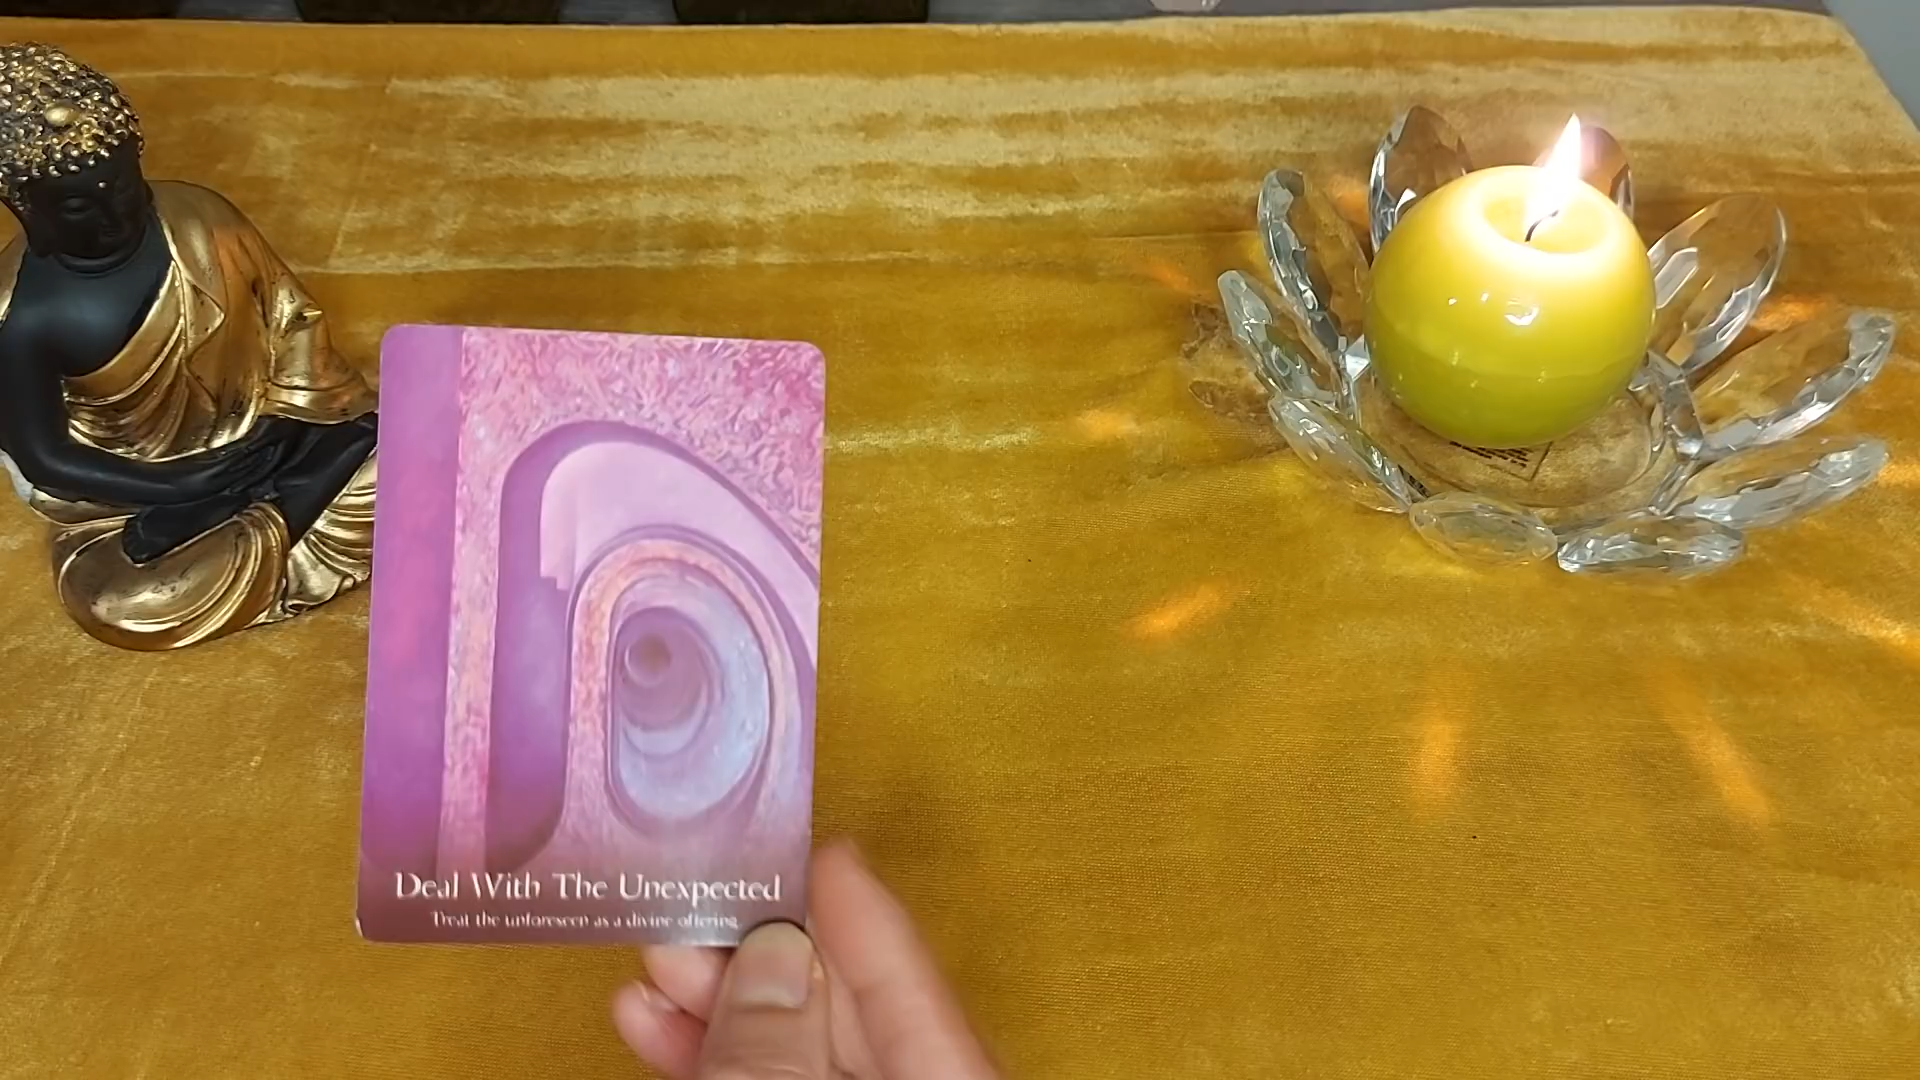 Deal With The Unexpected
Treat the unforeseen as a divine offering.